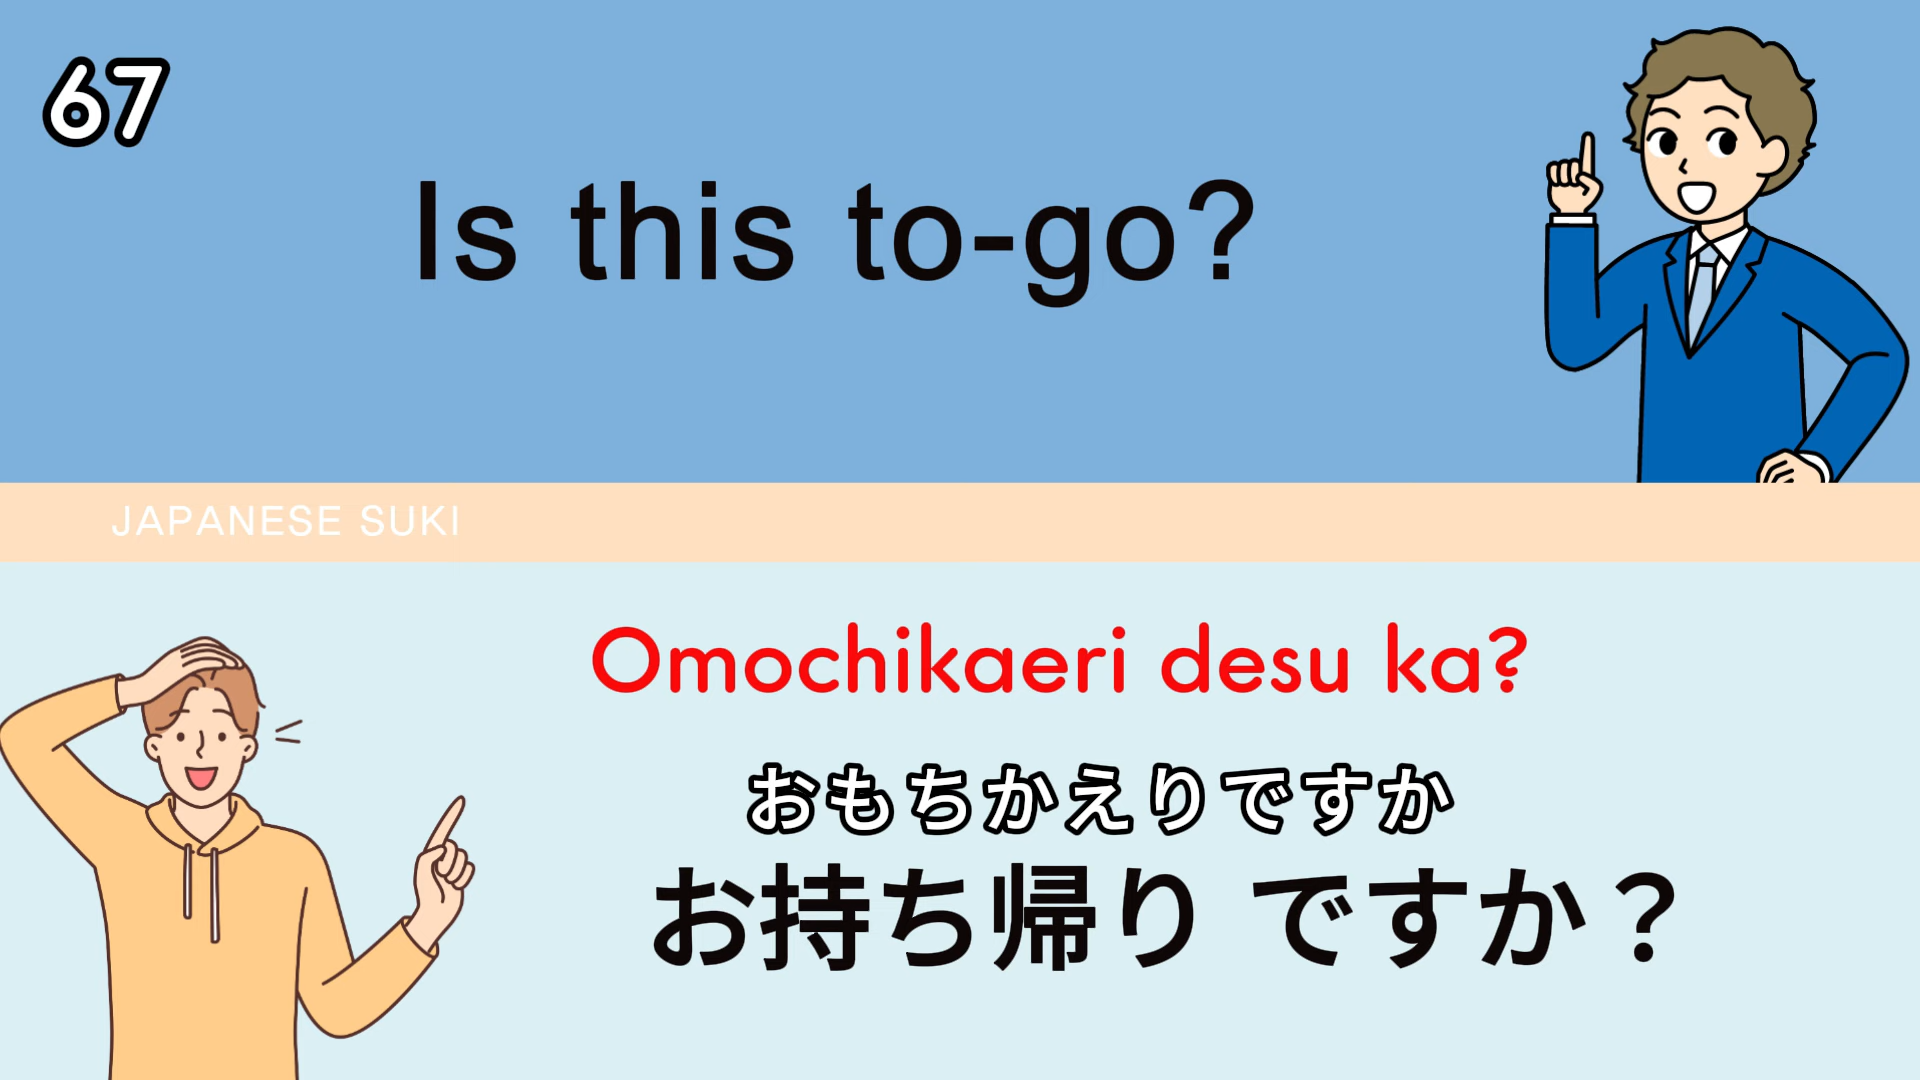 67
Is this to-go?
JAPANESE SUKI
Omochikaeri desu ka?
おもちかえりですか
お持ち帰り ですか？